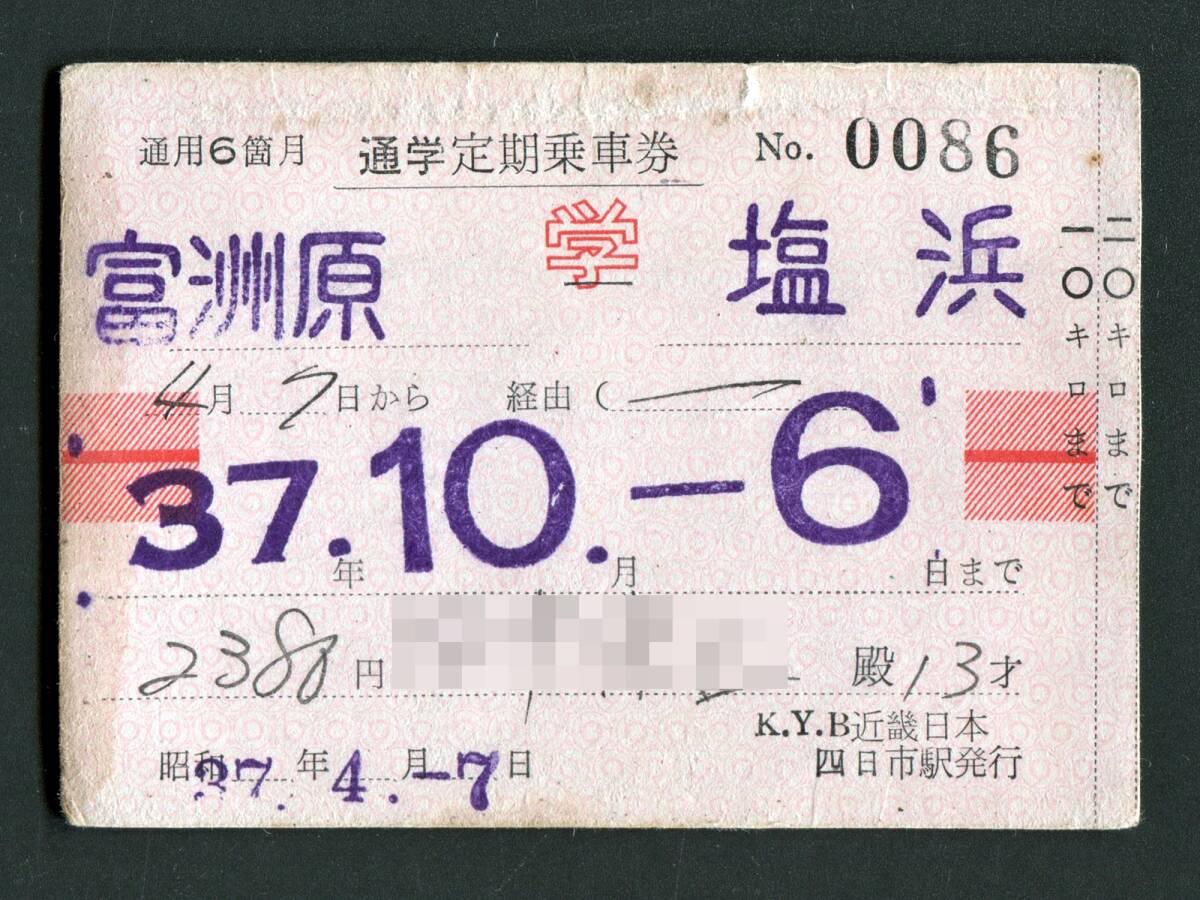 通用6箇月 通学定期乗車券 No. 0086
学
富洲原 塩浜
4月7日から 経由(
37.10.-6
年 月 日まで
2380円 殿 13才
K.Y.B近畿日本
四日市駅発行
昭和37年4月-7日
一〇キロまで
二〇キロまで